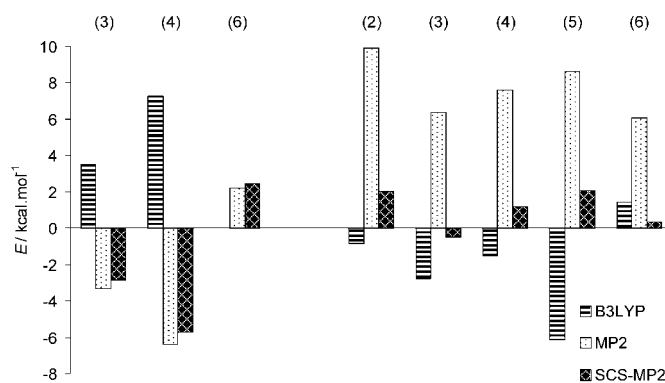 (3) (4) (6) (2) (3) (4) (5) (6)
10
8
6
4
2
0
-2
-4
-6
-8
E / kcal.mol⁻¹
B3LYP
MP2
SCS-MP2